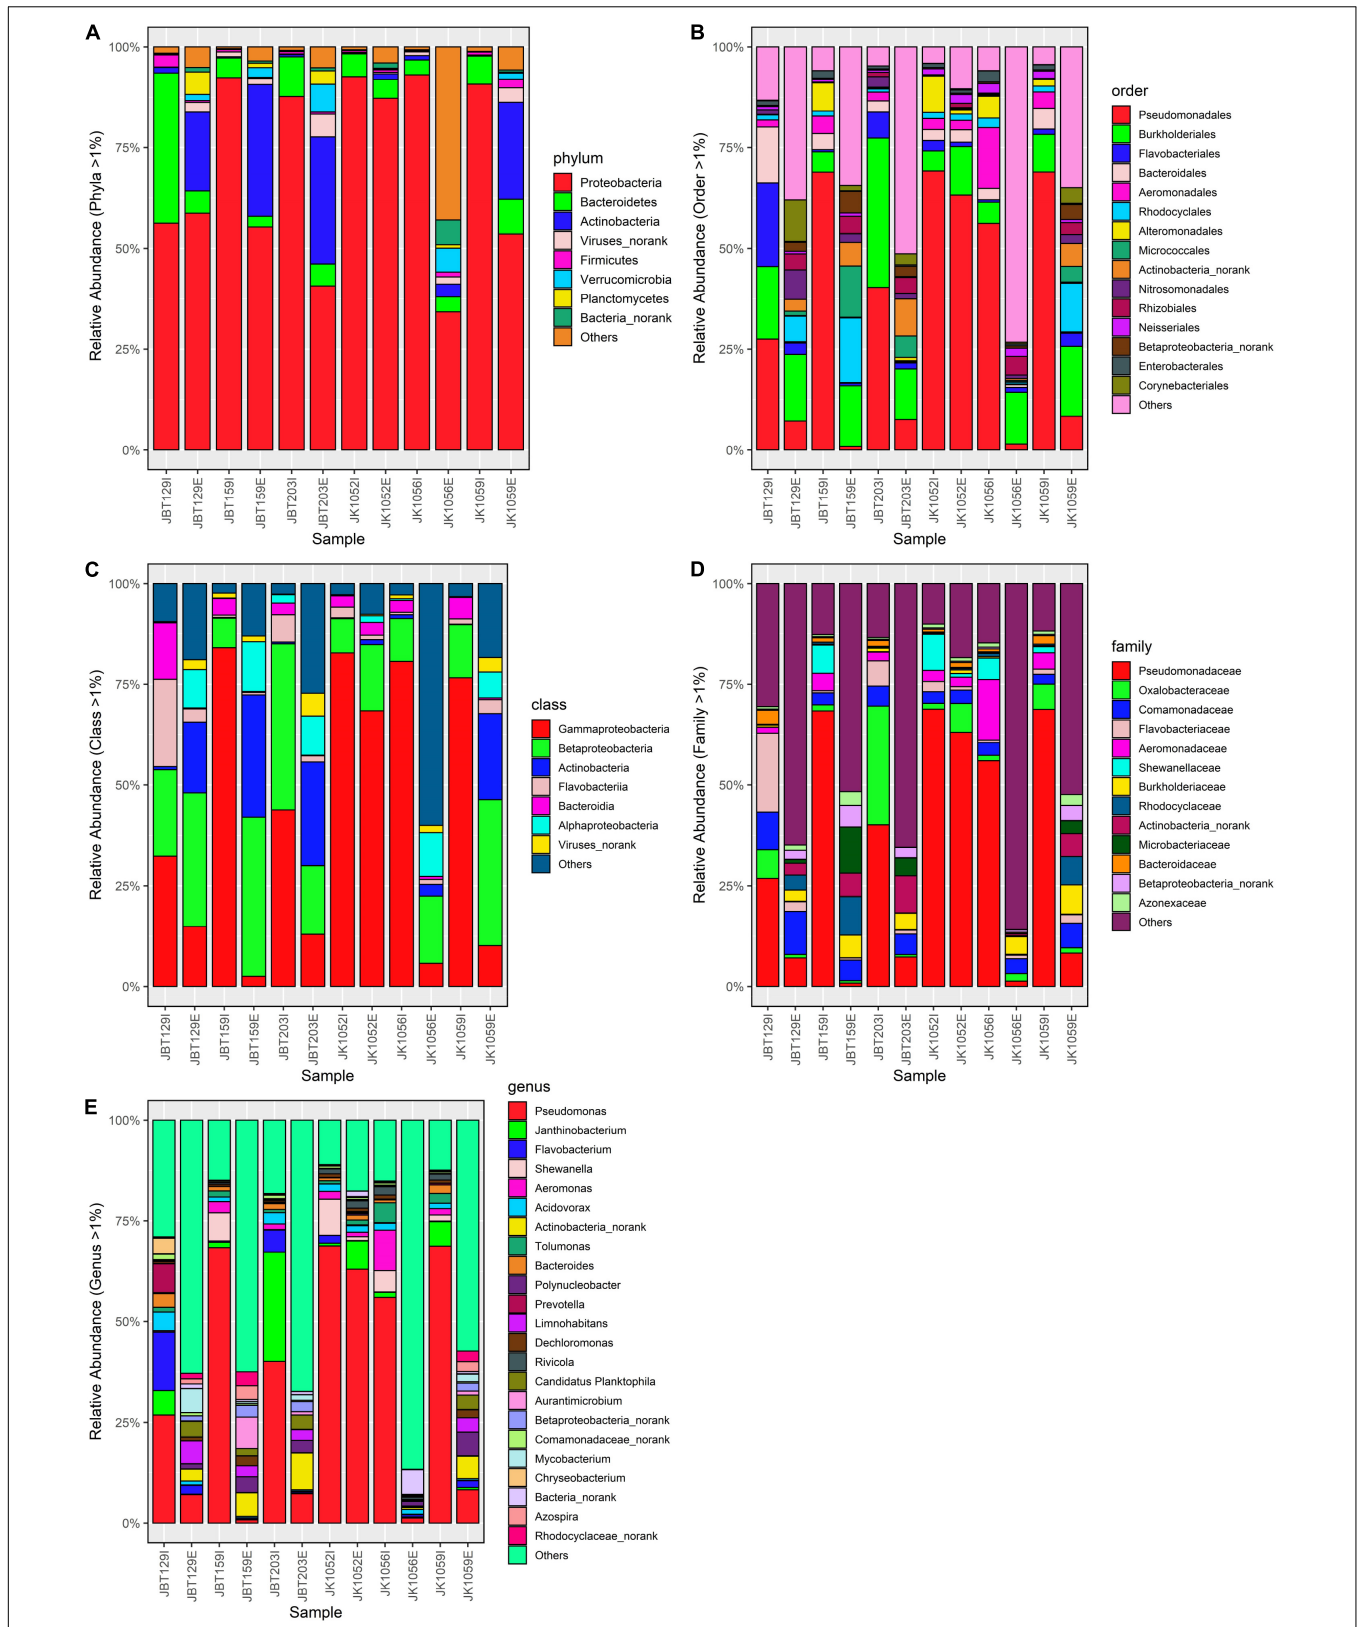 A
Relative Abundance (Phyla >1%)
100%
75%
50%
25%
0%
JBT129I
JBT129E
JBT159I
JBT159E
JBT203I
JBT203E
JK1052I
JK1052E
JK1056I
JK1056E
JK1059I
JK1059E
Sample
phylum
Proteobacteria
Bacteroidetes
Actinobacteria
Viruses_norank
Firmicutes
Verrucomicrobia
Planctomycetes
Bacteria_norank
Others
B
Relative Abundance (Order >1%)
100%
75%
50%
25%
0%
JBT129I
JBT129E
JBT159I
JBT159E
JBT203I
JBT203E
JK1052I
JK1052E
JK1056I
JK1056E
JK1059I
JK1059E
Sample
order
Pseudomonadales
Burkholderiales
Flavobacteriales
Bacteroidales
Aeromonadales
Rhodocyclales
Alteromonadales
Micrococcales
Actinobacteria_norank
Nitrosomonadales
Rhizobiales
Neisseriales
Betaproteobacteria_norank
Enterobacterales
Corynebacteriales
Others
C
Relative Abundance (Class >1%)
100%
75%
50%
25%
0%
JBT129I
JBT129E
JBT159I
JBT159E
JBT203I
JBT203E
JK1052I
JK1052E
JK1056I
JK1056E
JK1059I
JK1059E
Sample
class
Gammaproteobacteria
Betaproteobacteria
Actinobacteria
Flavobacteriia
Bacteroidia
Alphaproteobacteria
Viruses_norank
Others
D
Relative Abundance (Family >1%)
100%
75%
50%
25%
0%
JBT129I
JBT129E
JBT159I
JBT159E
JBT203I
JBT203E
JK1052I
JK1052E
JK1056I
JK1056E
JK1059I
JK1059E
Sample
family
Pseudomonadaceae
Oxalobacteraceae
Comamonadaceae
Flavobacteriaceae
Aeromonadaceae
Shewanellaceae
Burkholderiaceae
Rhodocyclaceae
Actinobacteria_norank
Microbacteriaceae
Bacteroidaceae
Betaproteobacteria_norank
Azonexaceae
Others
E
Relative Abundance (Genus >1%)
100%
75%
50%
25%
0%
JBT129I
JBT129E
JBT159I
JBT159E
JBT203I
JBT203E
JK1052I
JK1052E
JK1056I
JK1056E
JK1059I
JK1059E
Sample
genus
Pseudomonas
Janthinobacterium
Flavobacterium
Shewanella
Aeromonas
Acidovorax
Actinobacteria_norank
Tolumonas
Bacteroides
Polynucleobacter
Prevotella
Limnohabitans
Dechloromonas
Rivicola
Candidatus Planktophila
Aurantimicrobium
Betaproteobacteria_norank
Comamonadaceae_norank
Mycobacterium
Chryseobacterium
Bacteria_norank
Azospira
Rhodocyclaceae_norank
Others